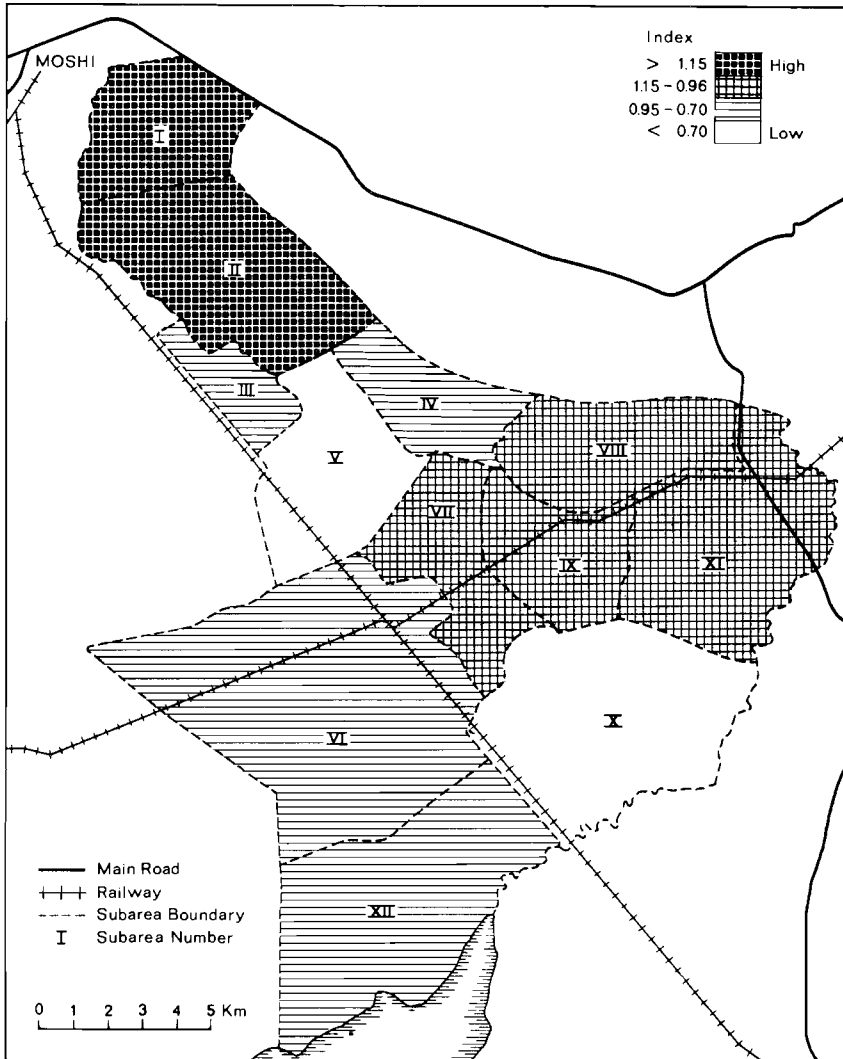 MOSHI
Index
> 1.15 High
1.15 - 0.96
0.95 - 0.70
< 0.70 Low
I
II
III
IV
V
VIII
VII
IX
XI
X
VI
XII
Main Road
Railway
Subarea Boundary
I Subarea Number
0 1 2 3 4 5 Km